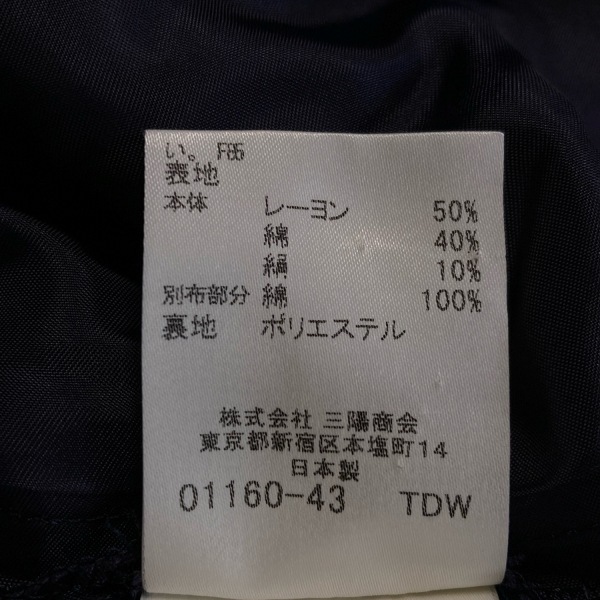 い。 F85
表地
本体 レーヨン 50%
綿 40%
絹 10%
別布部分 綿 100%
裏地 ポリエステル
株式会社 三陽商会
東京都新宿区本塩町14
日本製
01160-43 TDW